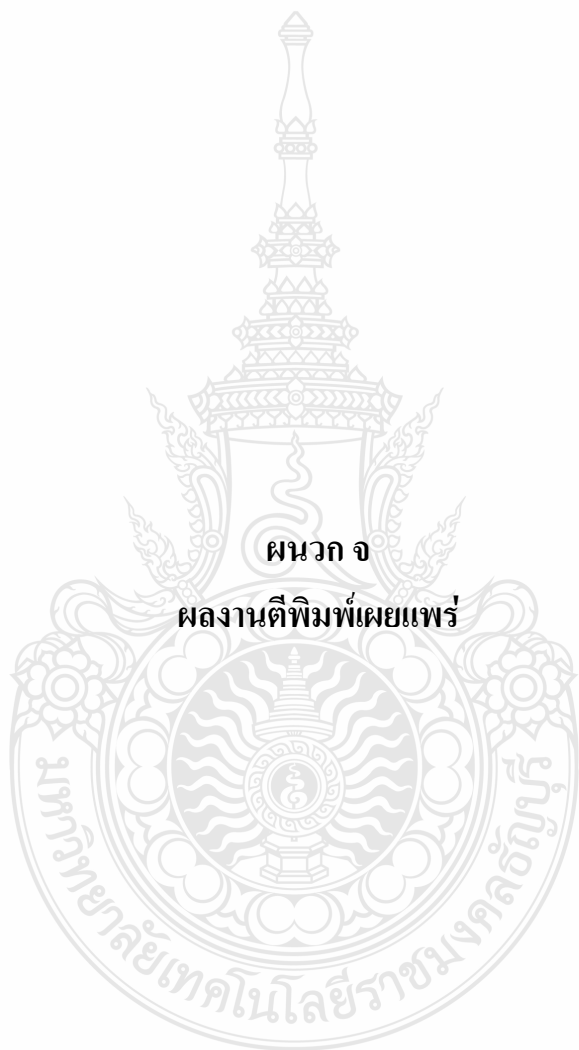 ผนวก จ
ผลงานตีพิมพ์เผยแพร่
มหาวิทยาลัยเทคโนโลยีราชมงคลธัญบุรี